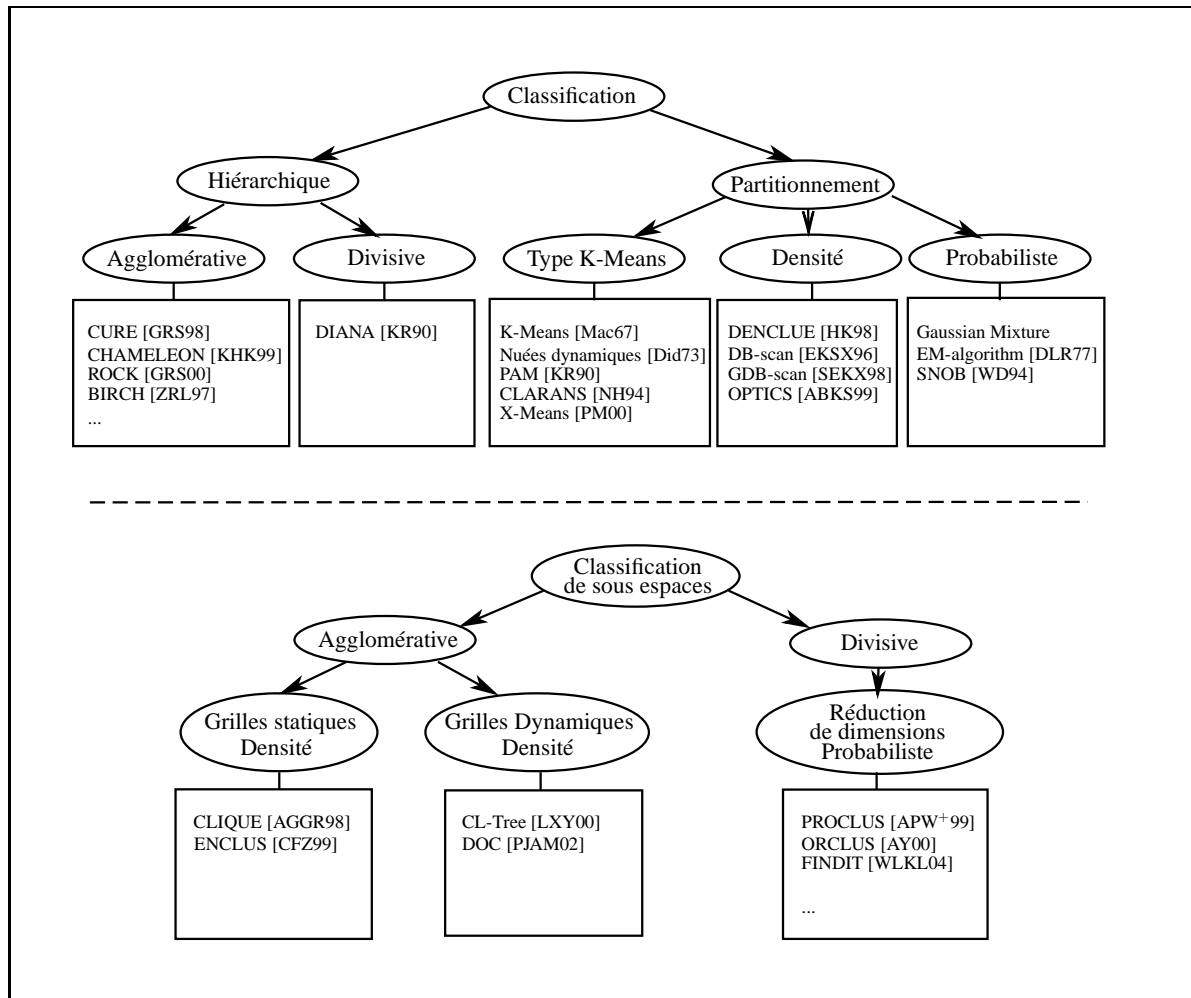 Classification
Hiérarchique
Partitionnement
Agglomérative
Divisive
Type K-Means
Densité
Probabiliste
CURE [GRS98]
CHAMELEON [KHK99]
ROCK [GRS00]
BIRCH [ZRL97]
...
DIANA [KR90]
K-Means [Mac67]
Nuées dynamiques [Did73]
PAM [KR90]
CLARANS [NH94]
X-Means [PM00]
DENCLUE [HK98]
DB-scan [EKSX96]
GDB-scan [SEKX98]
OPTICS [ABKS99]
Gaussian Mixture
EM-algorithm [DLR77]
SNOB [WD94]
Classification
de sous espaces
Agglomérative
Divisive
Grilles statiques
Densité
Grilles Dynamiques
Densité
Réduction
de dimensions
Probabiliste
CLIQUE [AGGR98]
ENCLUS [CFZ99]
CL-Tree [LXY00]
DOC [PJAM02]
PROCLUS [APW+99]
ORCLUS [AY00]
FINDIT [WLKL04]
...